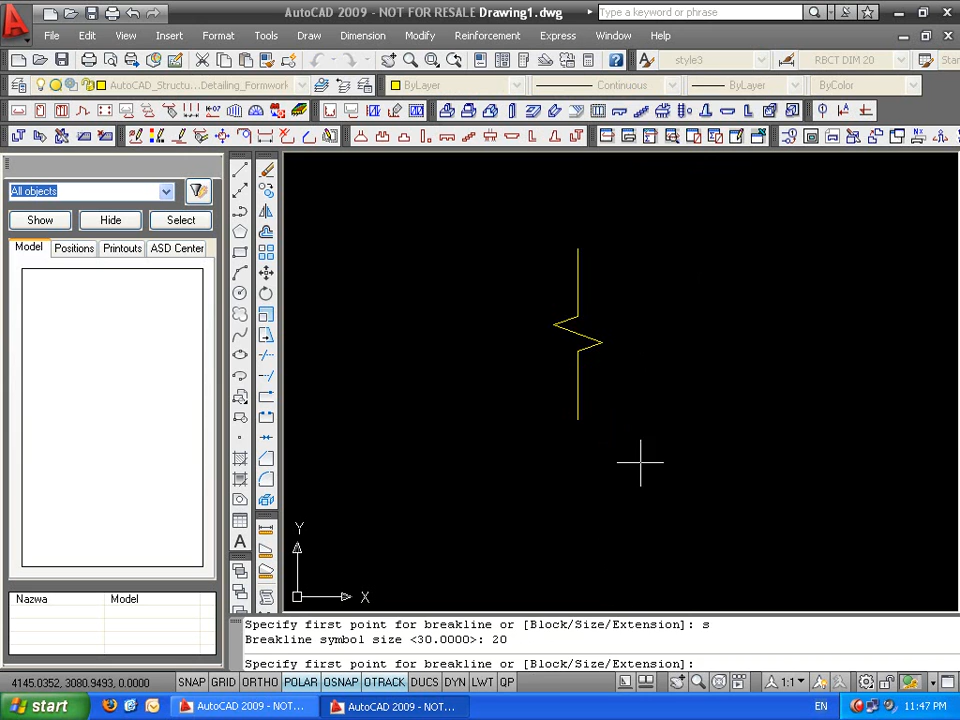 AutoCAD 2009 - NOT FOR RESALE Drawing1.dwg
Type a keyword or phrase
File Edit View Insert Format Tools Draw Dimension Modify Reinforcement Express Window Help
style3
RBCT DIM 20
AutoCAD_Structu...Detailing_Formwork
ByLayer
Continuous
ByLayer
ByColor
All objects
Show
Hide
Select
Model
Positions
Printouts
ASD Center
A
Y
X
Nazwa
Model
Specify first point for breakline or [Block/Size/Extension]: s
Breakline symbol size <30.0000>: 20
Specify first point for breakline or [Block/Size/Extension]:
4145.0352, 3080.9493, 0.0000
SNAP GRID ORTHO POLAR OSNAP OTRACK DUCS DYN LWT QP
1:1
start
AutoCAD 2009 - NOT...
AutoCAD 2009 - NOT...
EN
11:47 PM